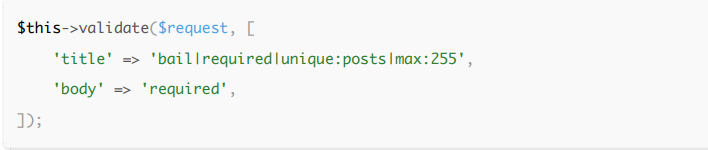 $this->validate($request, [
    'title' => 'bail|required|unique:posts|max:255',
    'body' => 'required',
]);